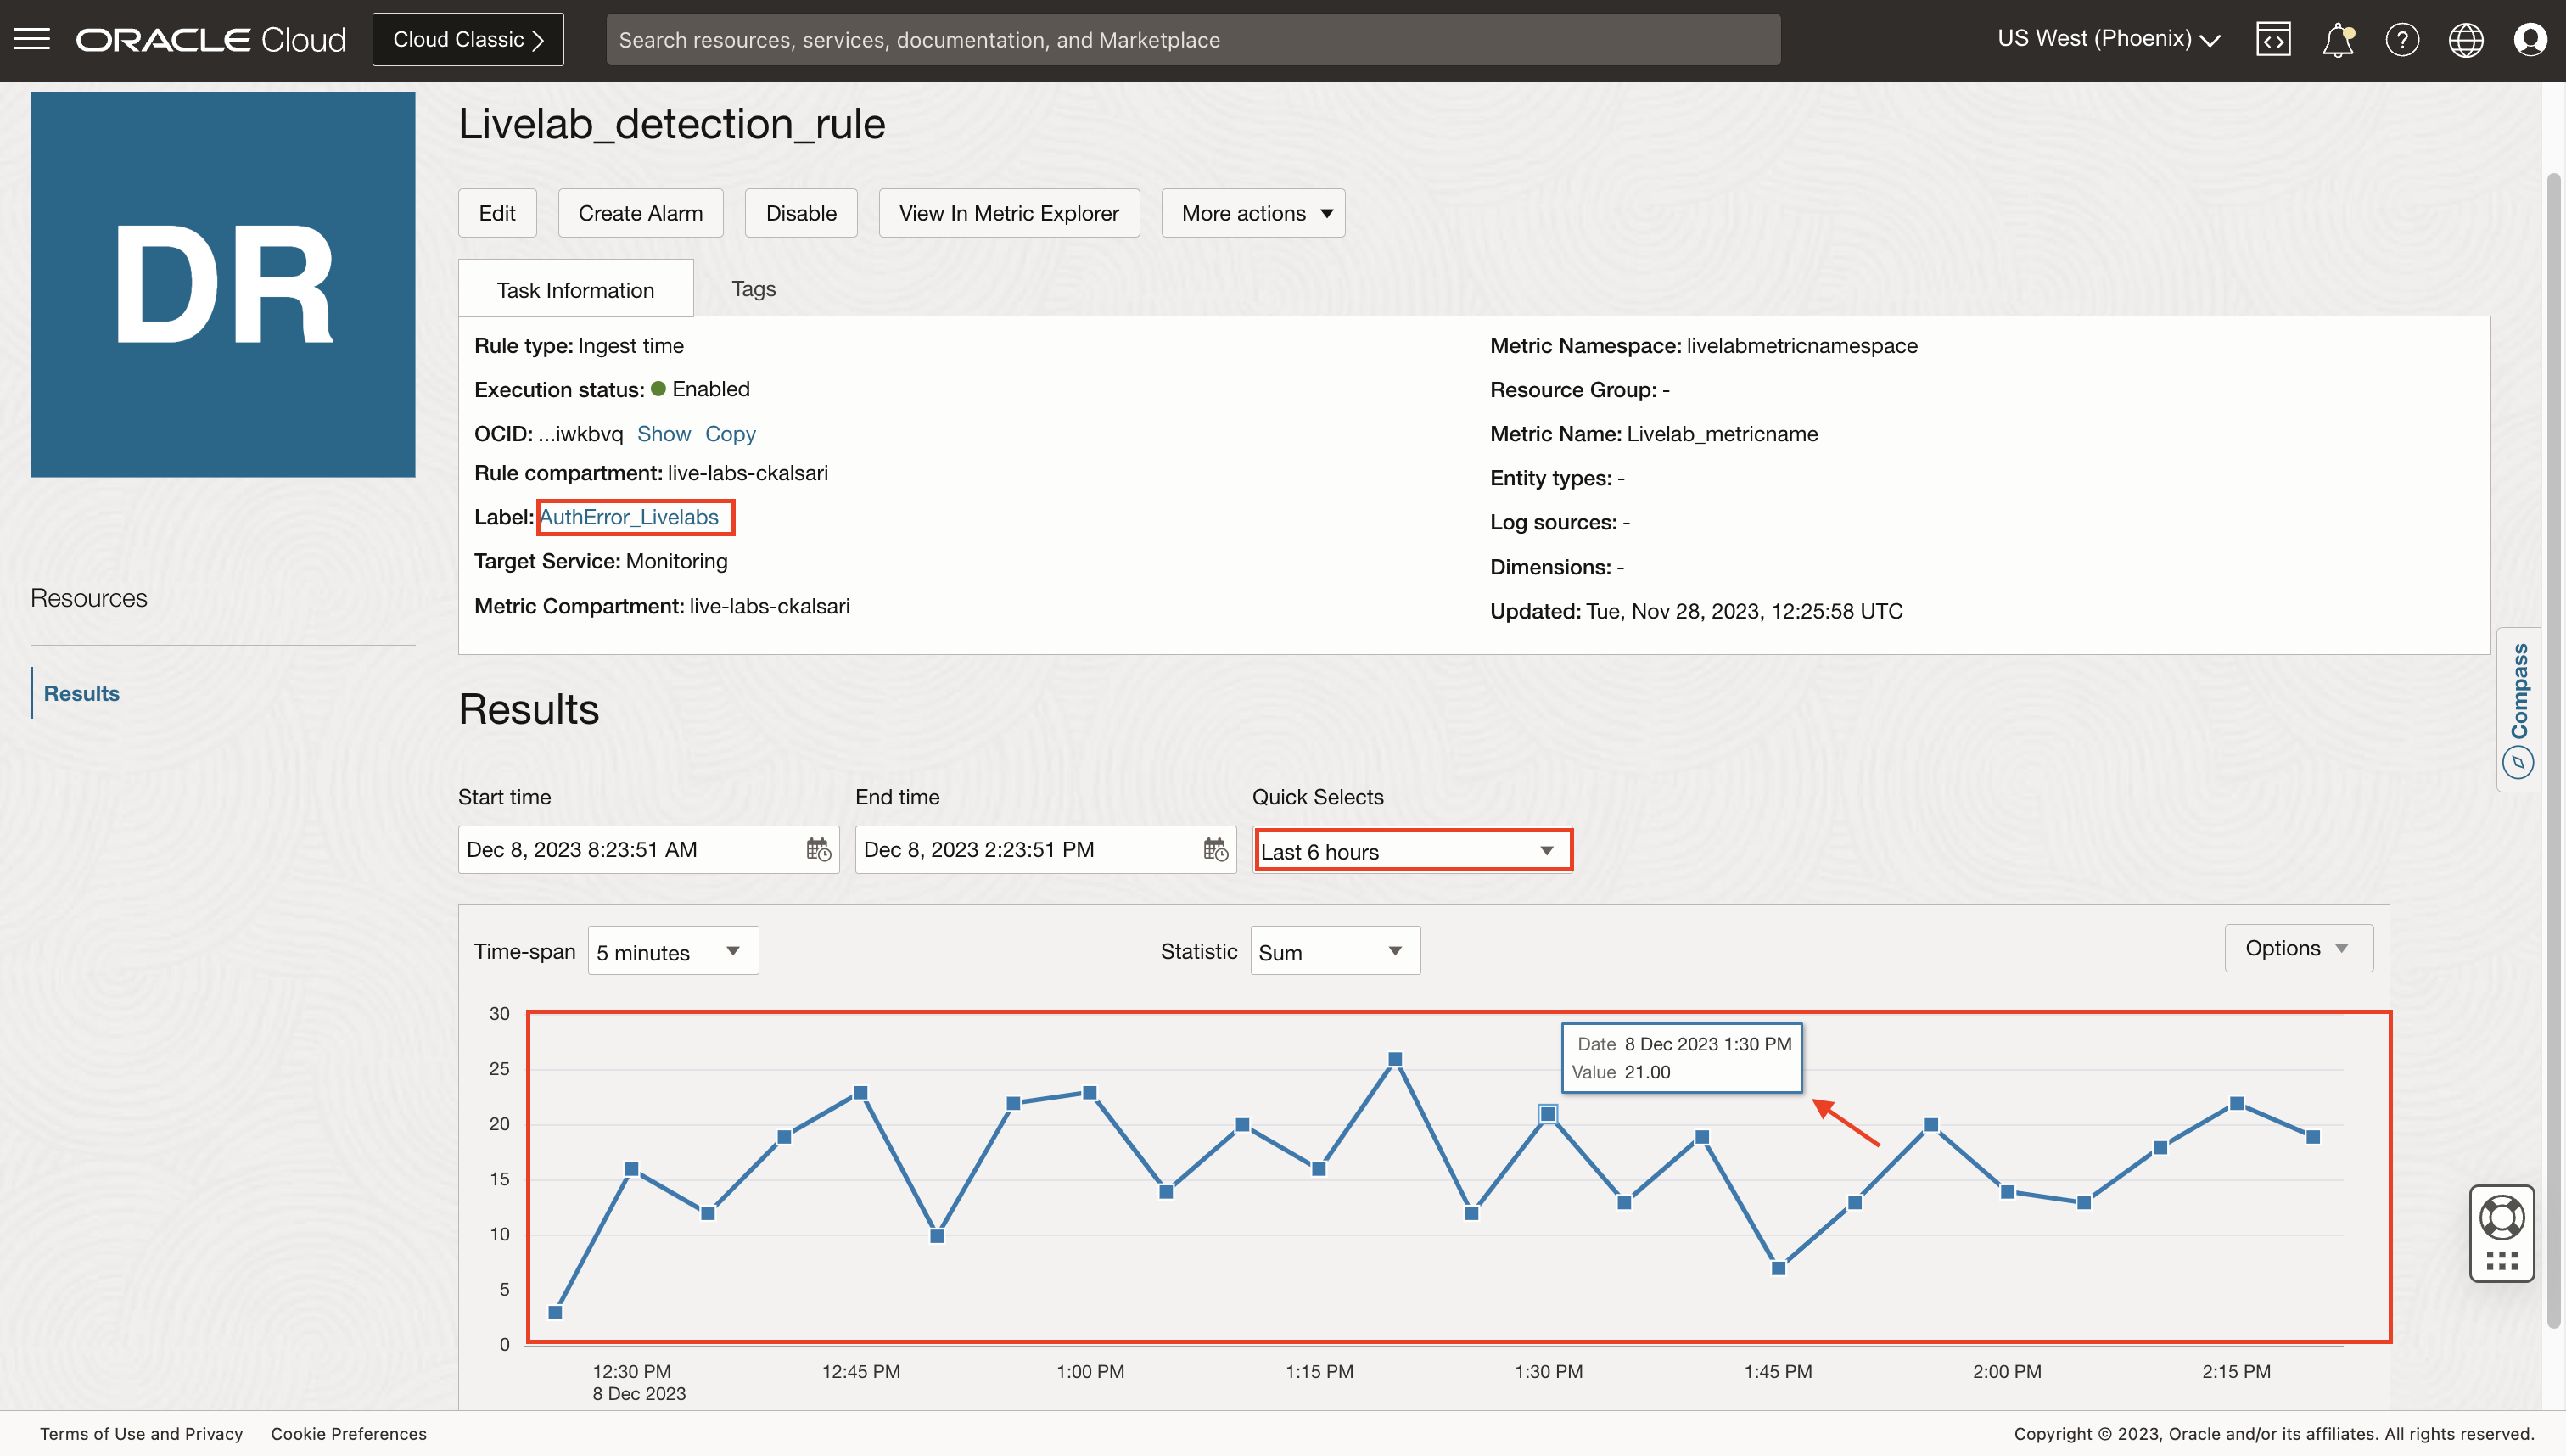 ORACLE Cloud
Cloud Classic
Search resources, services, documentation, and Marketplace
US West (Phoenix)
DR
Livelab_detection_rule
Edit
Create Alarm
Disable
View In Metric Explorer
More actions
Task Information
Tags
Rule type: Ingest time
Execution status: Enabled
OCID: ...iwkbvq Show Copy
Rule compartment: live-labs-ckalsari
Label: AuthError_Livelabs
Target Service: Monitoring
Metric Compartment: live-labs-ckalsari
Metric Namespace: livelabmetricnamespace
Resource Group: -
Metric Name: Livelab_metricname
Entity types: -
Log sources: -
Dimensions: -
Updated: Tue, Nov 28, 2023, 12:25:58 UTC
Resources
Results
Compass
Results
Start time
End time
Quick Selects
Dec 8, 2023 8:23:51 AM
Dec 8, 2023 2:23:51 PM
Last 6 hours
Time-span 5 minutes
Statistic Sum
Options
30
25
20
15
10
5
0
Date 8 Dec 2023 1:30 PM
Value 21.00
12:30 PM
8 Dec 2023
12:45 PM
1:00 PM
1:15 PM
1:30 PM
1:45 PM
2:00 PM
2:15 PM
Terms of Use and Privacy
Cookie Preferences
Copyright © 2023, Oracle and/or its affiliates. All rights reserved.